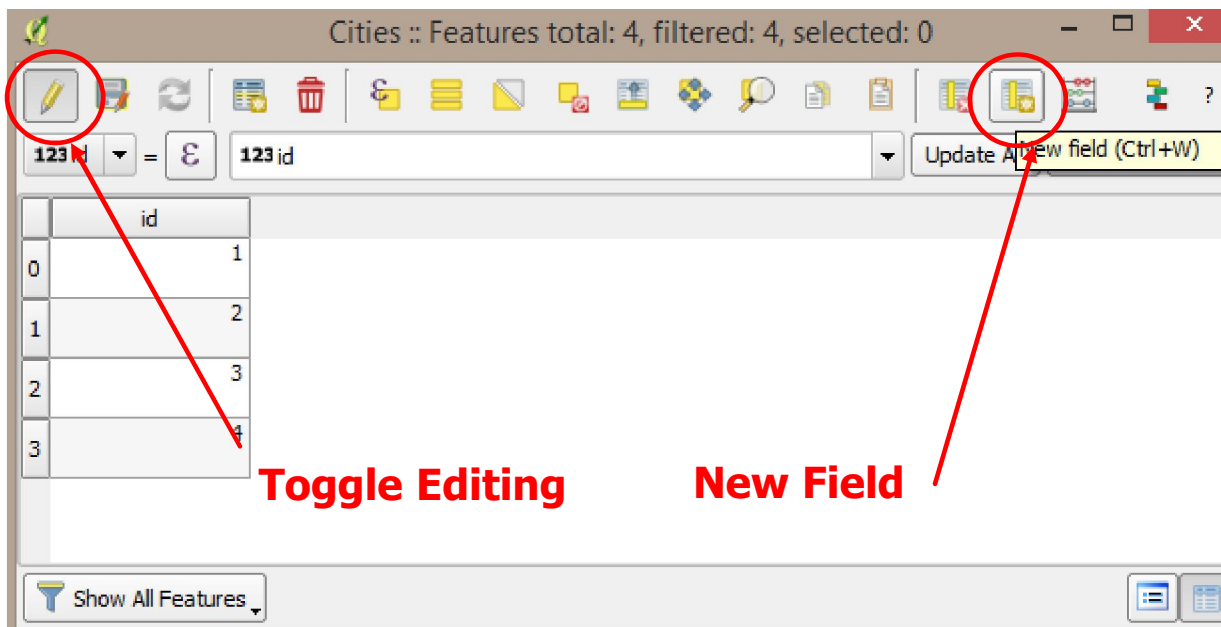 Cities :: Features total: 4, filtered: 4, selected: 0
123 id = ε 123 id Update A
New field (Ctrl+W)
id
0 1
1 2
2 3
3 4
Toggle Editing New Field
Show All Features